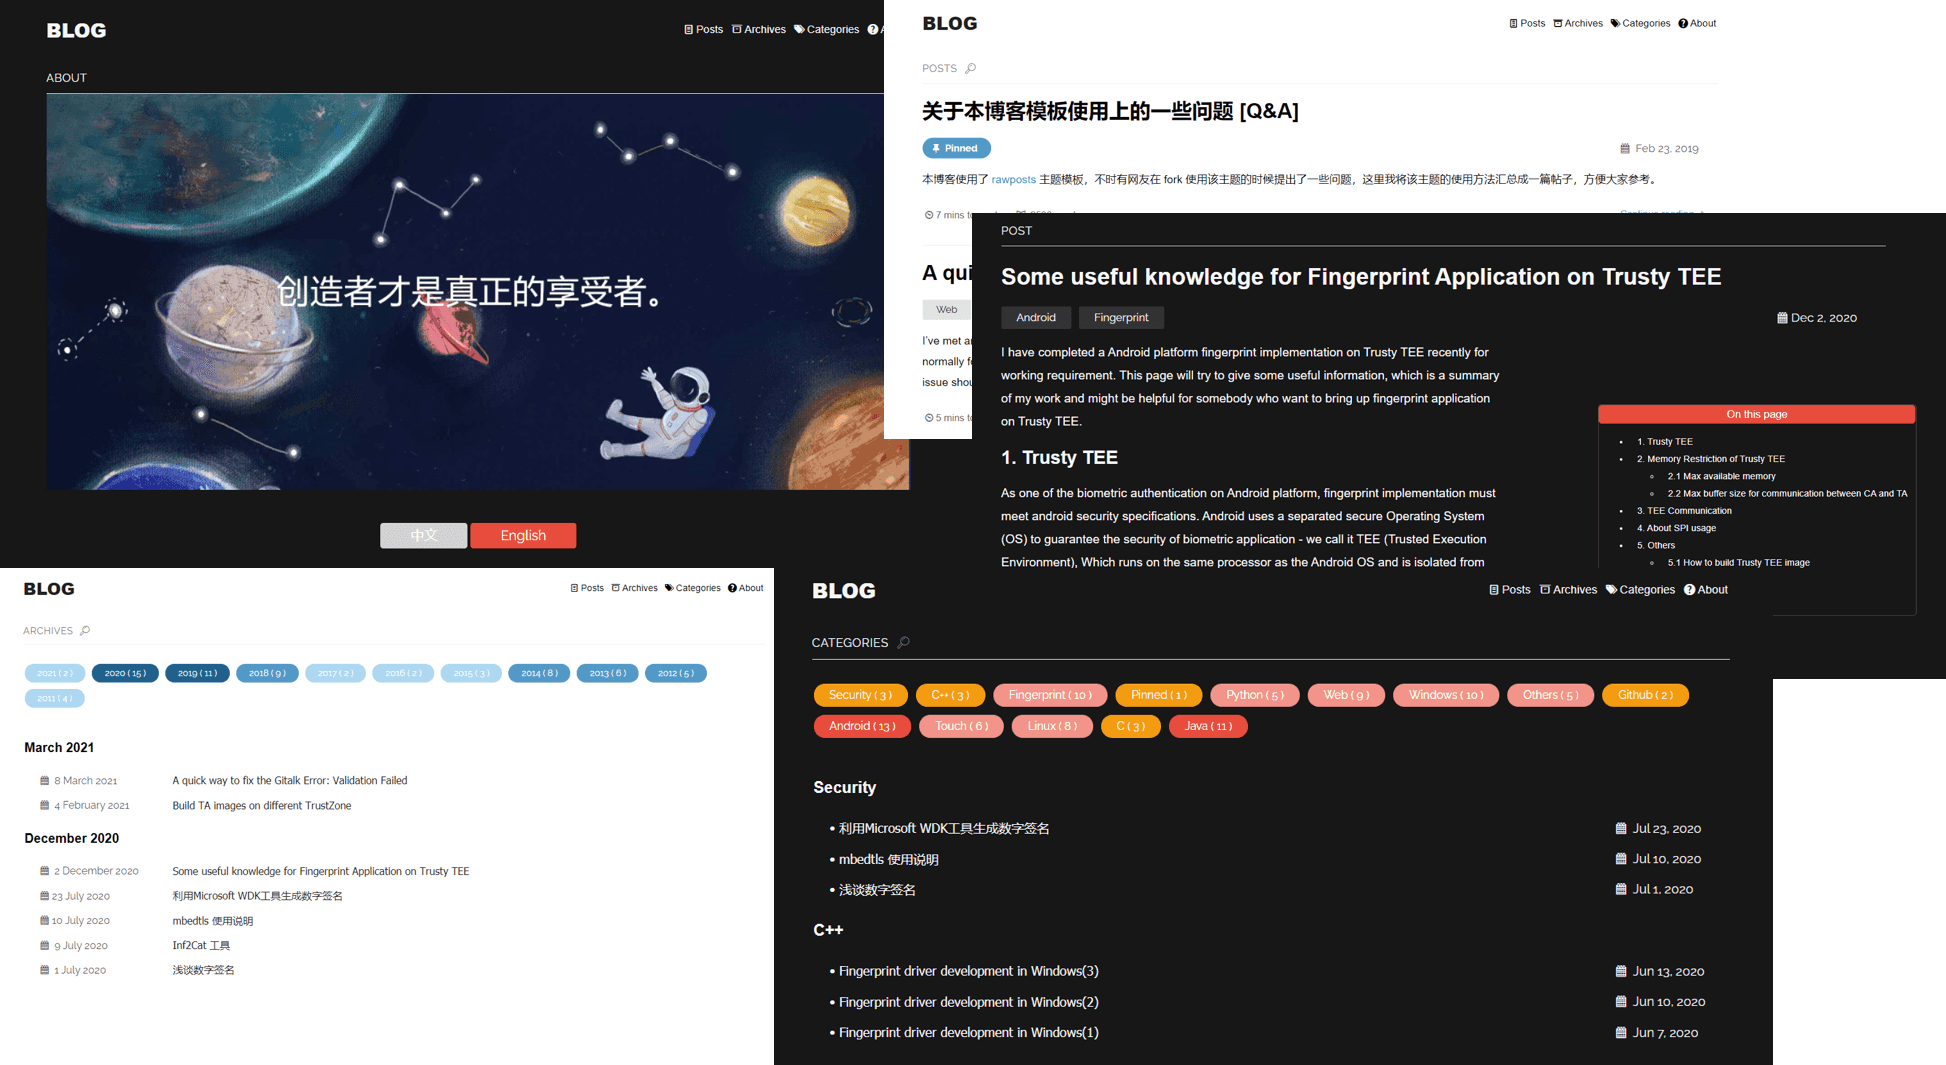 BLOG
Posts Archives Categories
ABOUT
创造者才是真正的享受者。
中文 English
BLOG
Posts Archives Categories About
POSTS
关于本博客模板使用上的一些问题 [Q&A]
Pinned
Feb 23, 2019
本博客使用了 rawposts 主题模板，不时有网友在 fork 使用该主题的时候提出了一些问题，这里我将该主题的使用方法汇总成一篇帖子，方便大家参考。
7 mins
A
Web
I've met
normally
issue
5 mins
POST
Some useful knowledge for Fingerprint Application on Trusty TEE
Android Fingerprint
Dec 2, 2020
I have completed a Android platform fingerprint implementation on Trusty TEE recently for
working requirement. This page will try to give some useful information, which is a summary
of my work and might be helpful for somebody who want to bring up fingerprint application
on Trusty TEE.
1. Trusty TEE
As one of the biometric authentication on Android platform, fingerprint implementation must
meet android security specifications. Android uses a separated secure Operating System
(OS) to guarantee the security of biometric application - we call it TEE (Trusted Execution
Environment), Which runs on the same processor as the Android OS and is isolated from
On this page
1. Trusty TEE
2. Memory Restriction of Trusty TEE
2.1 Max available memory
2.2 Max buffer size for communication between CA and TA
3. TEE Communication
4. About SPI usage
5. Others
5.1 How to build Trusty TEE image
BLOG
Posts Archives Categories About
ARCHIVES
2021 ( 2 ) 2020 ( 15 ) 2019 ( 11 ) 2018 ( 9 ) 2017 ( 2 ) 2016 ( 2 ) 2015 ( 3 ) 2014 ( 8 ) 2013 ( 6 ) 2012 ( 5 )
2011 ( 4 )
March 2021
8 March 2021 A quick way to fix the Gitalk Error: Validation Failed
4 February 2021 Build TA images on different TrustZone
December 2020
2 December 2020 Some useful knowledge for Fingerprint Application on Trusty TEE
23 July 2020 利用Microsoft WDK工具生成数字签名
10 July 2020 mbedtls 使用说明
9 July 2020 Inf2Cat 工具
1 July 2020 浅谈数字签名
BLOG
Posts Archives Categories About
CATEGORIES
Security ( 3 ) C++ ( 3 ) Fingerprint ( 10 ) Pinned ( 1 ) Python ( 5 ) Web ( 9 ) Windows ( 10 ) Others ( 5 ) Github ( 2 )
Android ( 13 ) Touch ( 6 ) Linux ( 8 ) C ( 3 ) Java ( 11 )
Security
• 利用Microsoft WDK工具生成数字签名 Jul 23, 2020
• mbedtls 使用说明 Jul 10, 2020
• 浅谈数字签名 Jul 1, 2020
C++
• Fingerprint driver development in Windows(3) Jun 13, 2020
• Fingerprint driver development in Windows(2) Jun 10, 2020
• Fingerprint driver development in Windows(1) Jun 7, 2020